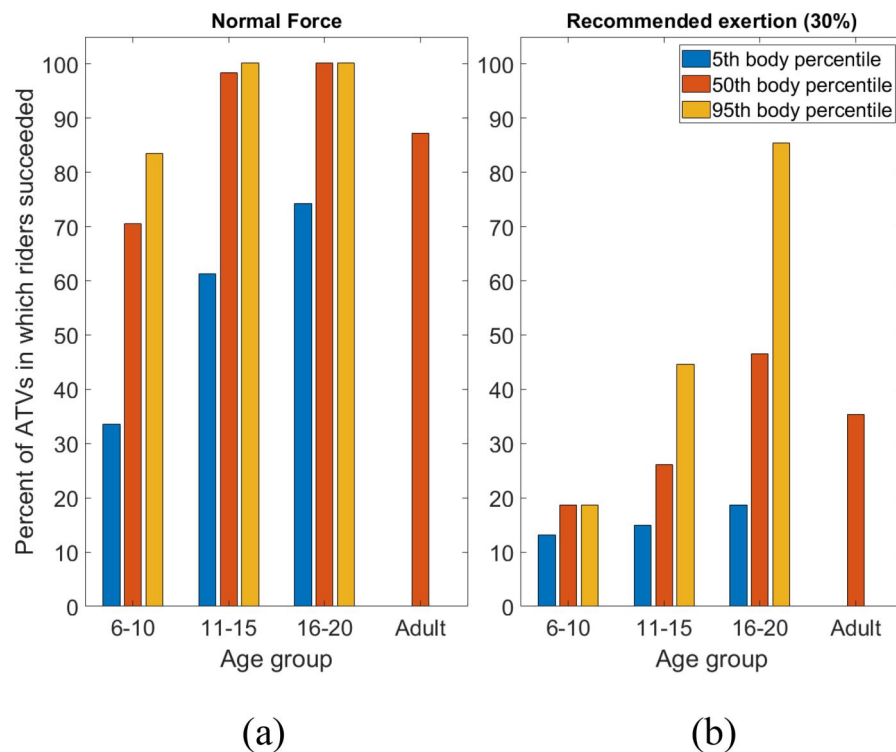 Normal Force
Percent of ATVs in which riders succeeded
100
90
80
70
60
50
40
30
20
10
0
6-10 11-15 16-20 Adult
Age group
(a)
Recommended exertion (30%)
5th body percentile
50th body percentile
95th body percentile
100
90
80
70
60
50
40
30
20
10
0
6-10 11-15 16-20 Adult
Age group
(b)